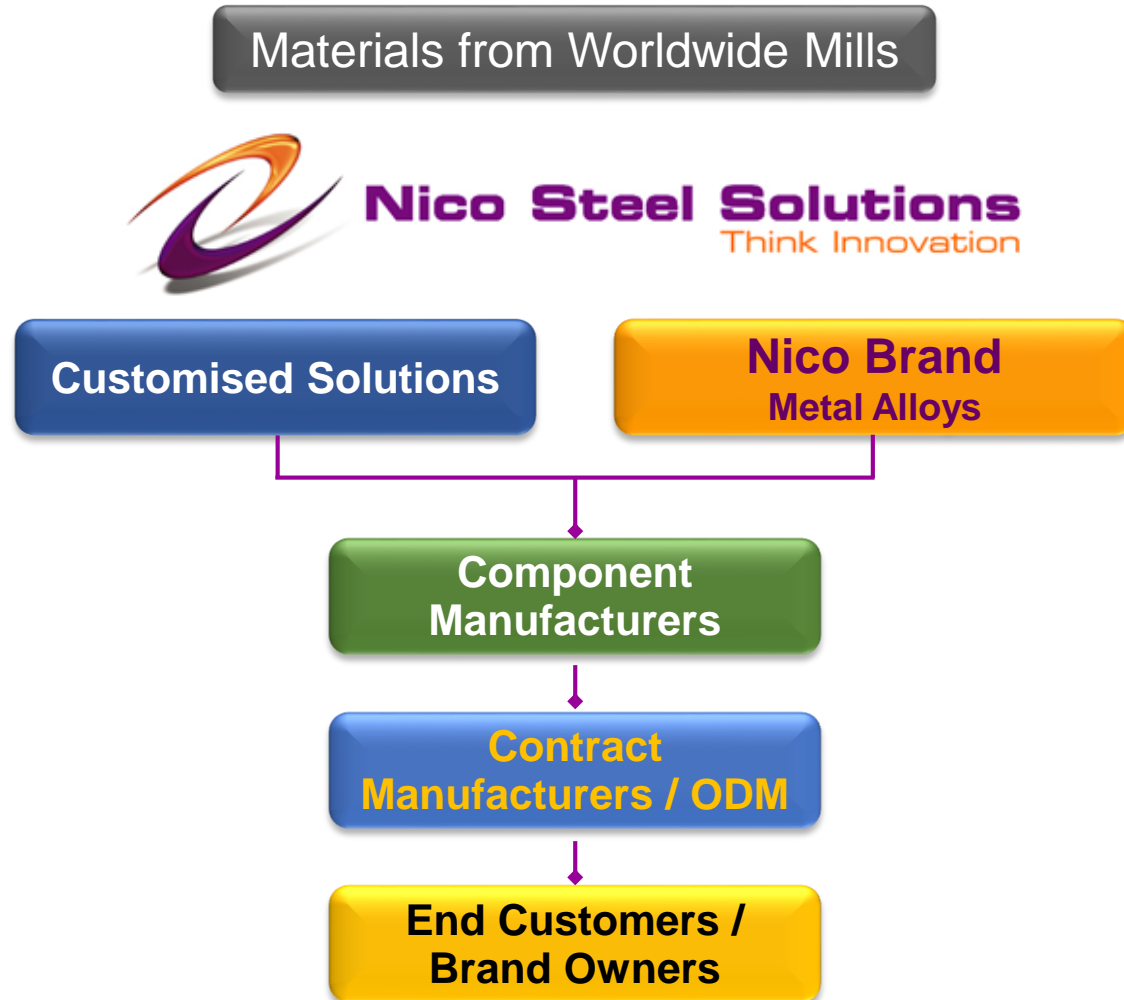 Materials from Worldwide Mills
Nico Steel Solutions
Think Innovation
Customised Solutions
Nico Brand
Metal Alloys
Component
Manufacturers
Contract
Manufacturers / ODM
End Customers /
Brand Owners